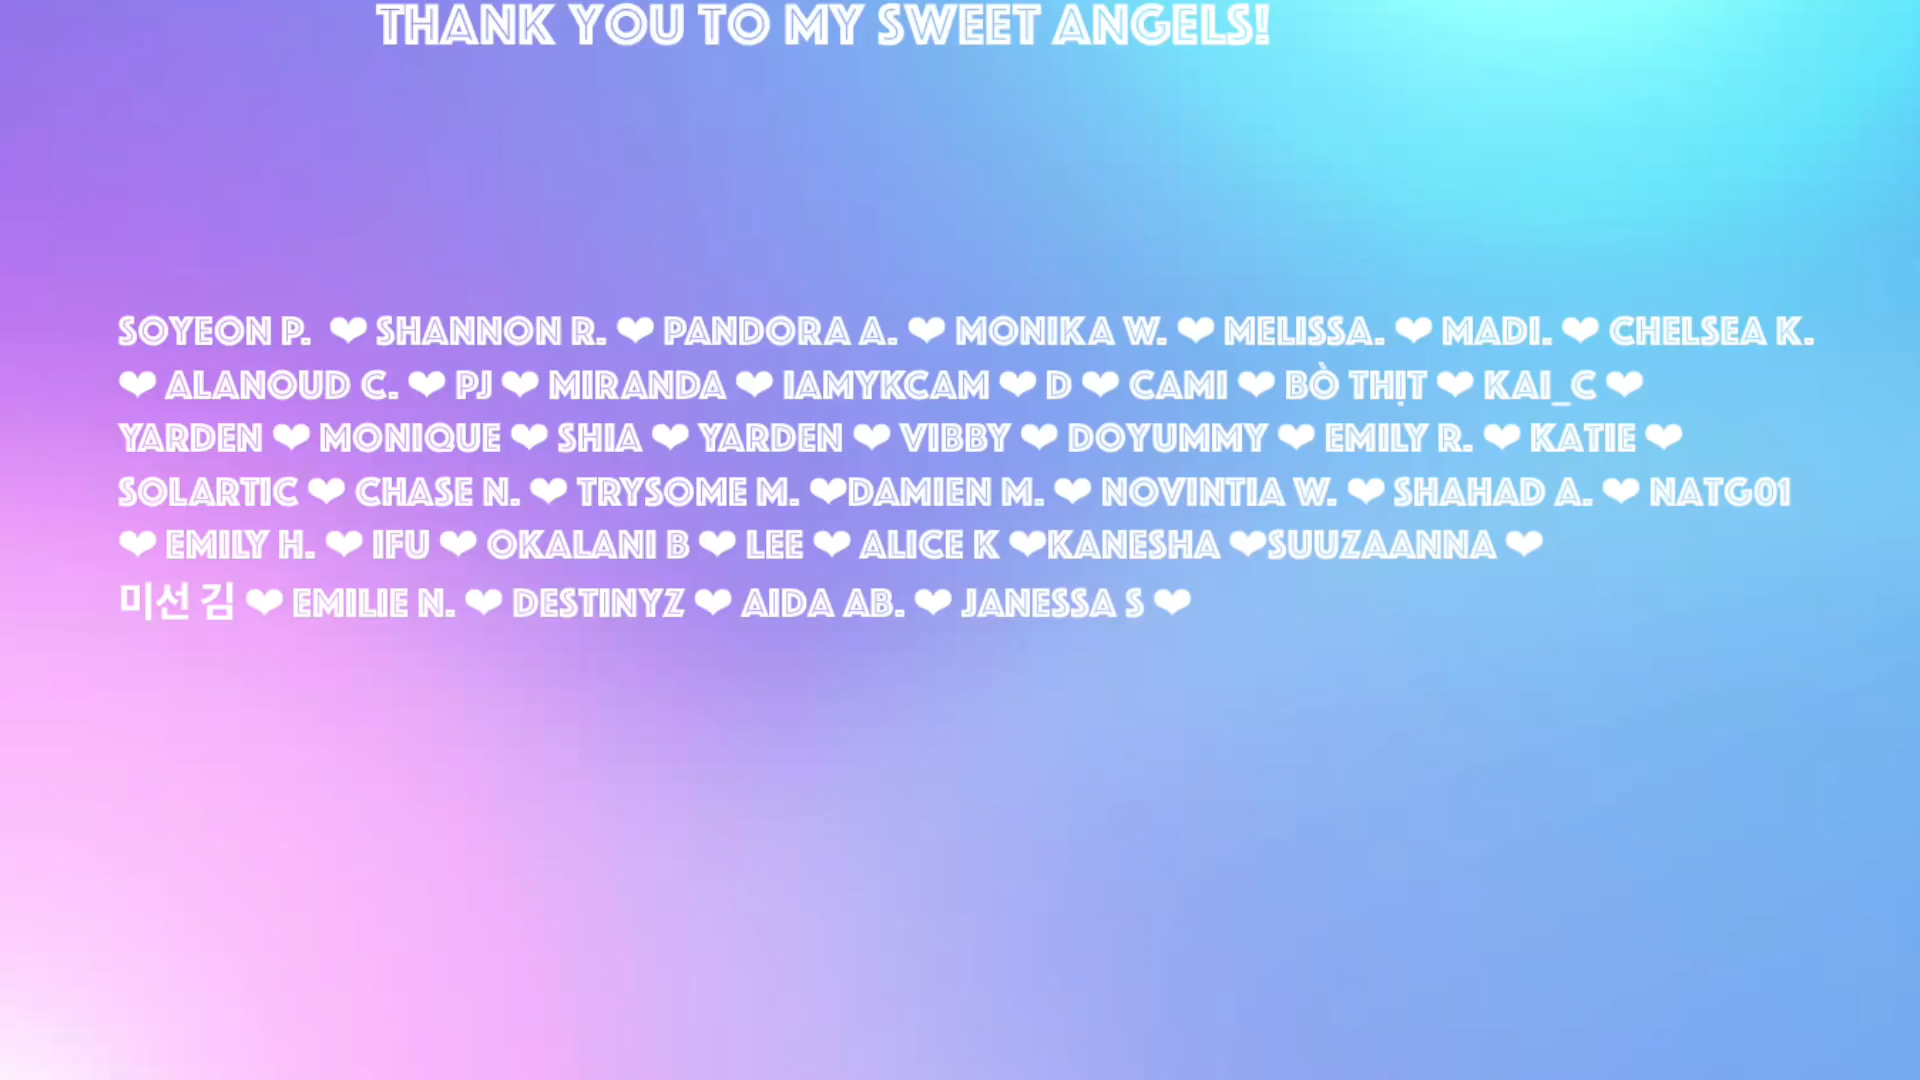 THANK YOU TO MY SWEET ANGELS!
SOYEON P. ❤ SHANNON R. ❤ PANDORA A. ❤ MONIKA W. ❤ MELISSA. ❤ MADI. ❤ CHELSEA K.
❤ ALANOUD C. ❤ PJ ❤ MIRANDA ❤ IAMYKCAM ❤ D ❤ CAMI ❤ BÒ THỊT ❤ KAI_C ❤
YARDEN ❤ MONIQUE ❤ SHIA ❤ YARDEN ❤ VIBBY ❤ DOYUMMY ❤ EMILY R. ❤ KATIE ❤
SOLARTIC ❤ CHASE N. ❤ TRYSOME M. ❤DAMIEN M. ❤ NOVINTIA W. ❤ SHAHAD A. ❤ NATG01
❤ EMILY H. ❤ IFU ❤ OKALANI B ❤ LEE ❤ ALICE K ❤KANESHA ❤SUUZAANNA ❤
미선 김 ❤ EMILIE N. ❤ DESTINYZ ❤ AIDA AB. ❤ JANESSA S ❤